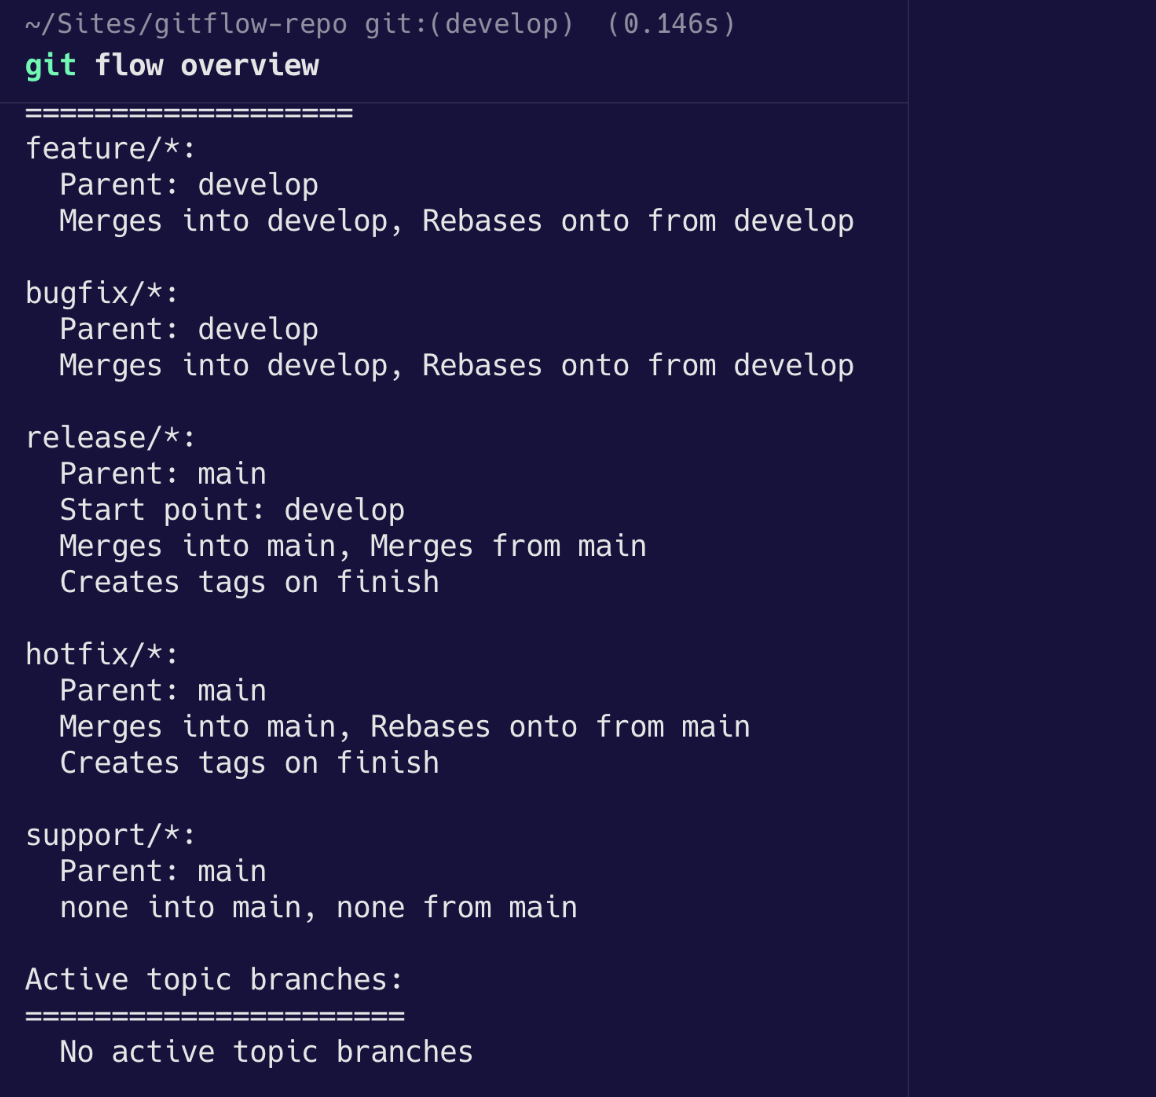 ~/Sites/gitflow-repo git:(develop) (0.146s)
git flow overview
===================
feature/*:
  Parent: develop
  Merges into develop, Rebases onto from develop

bugfix/*:
  Parent: develop
  Merges into develop, Rebases onto from develop

release/*:
  Parent: main
  Start point: develop
  Merges into main, Merges from main
  Creates tags on finish

hotfix/*:
  Parent: main
  Merges into main, Rebases onto from main
  Creates tags on finish

support/*:
  Parent: main
  none into main, none from main

Active topic branches:
======================
  No active topic branches